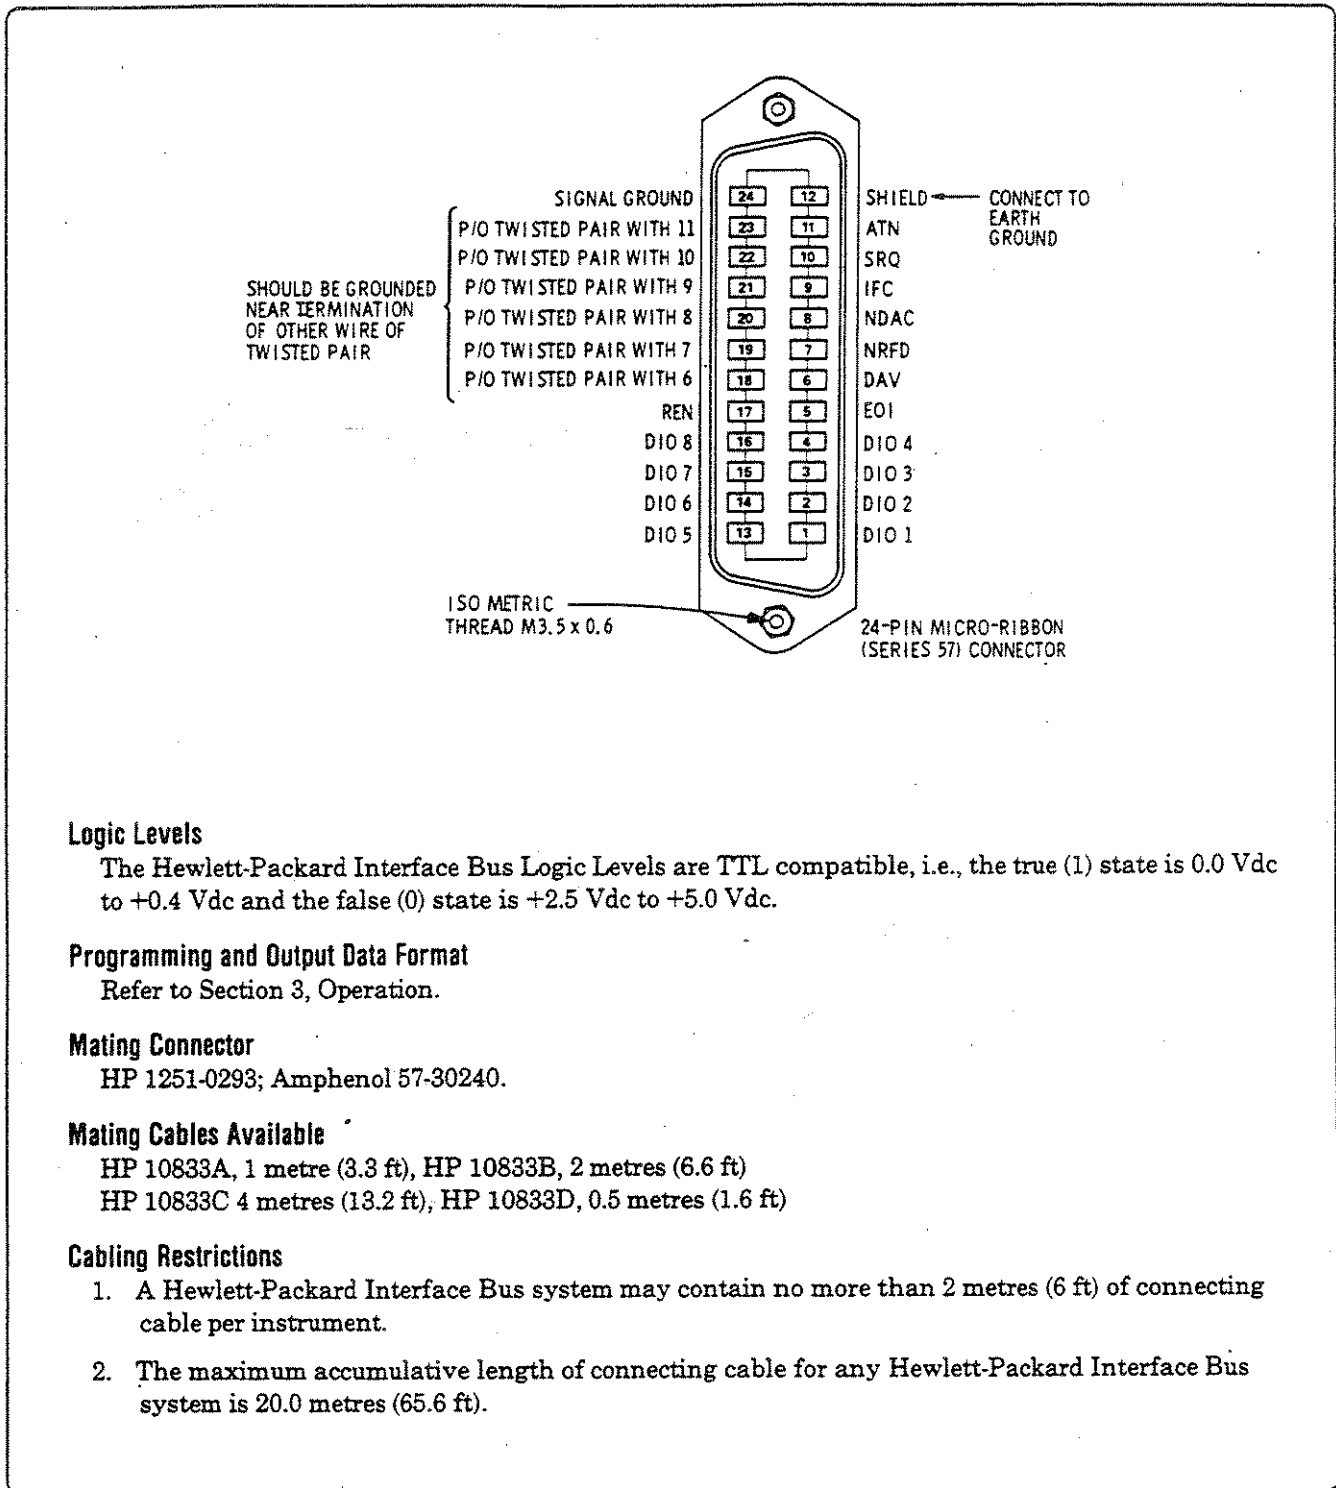 SIGNAL GROUND 24 12 SHIELD CONNECT TO EARTH GROUND
P/O TWISTED PAIR WITH 11 23 11 ATN
P/O TWISTED PAIR WITH 10 22 10 SRQ
P/O TWISTED PAIR WITH 9 21 9 IFC
P/O TWISTED PAIR WITH 8 20 8 NDAC
P/O TWISTED PAIR WITH 7 19 7 NRFD
P/O TWISTED PAIR WITH 6 18 6 DAV
SHOULD BE GROUNDED
NEAR TERMINATION
OF OTHER WIRE OF
TWISTED PAIR
REN 17 5 EOI
DIO 8 16 4 DIO 4
DIO 7 15 3 DIO 3
DIO 6 14 2 DIO 2
DIO 5 13 1 DIO 1
ISO METRIC
THREAD M3.5 x 0.6
24-PIN MICRO-RIBBON
(SERIES 57) CONNECTOR
Logic Levels
The Hewlett-Packard Interface Bus Logic Levels are TTL compatible, i.e., the true (1) state is 0.0 Vdc
to +0.4 Vdc and the false (0) state is +2.5 Vdc to +5.0 Vdc.
Programming and Output Data Format
Refer to Section 3, Operation.
Mating Connector
HP 1251-0293; Amphenol 57-30240.
Mating Cables Available
HP 10833A, 1 metre (3.3 ft), HP 10833B, 2 metres (6.6 ft)
HP 10833C 4 metres (13.2 ft), HP 10833D, 0.5 metres (1.6 ft)
Cabling Restrictions
1. A Hewlett-Packard Interface Bus system may contain no more than 2 metres (6 ft) of connecting
cable per instrument.
2. The maximum accumulative length of connecting cable for any Hewlett-Packard Interface Bus
system is 20.0 metres (65.6 ft).